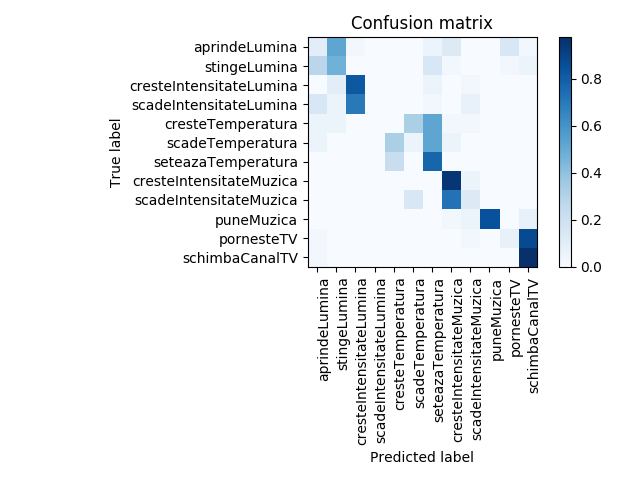 Confusion matrix
True label
aprindeLumina
stingeLumina
cresteIntensitateLumina
scadeIntensitateLumina
cresteTemperatura
scadeTemperatura
seteazaTemperatura
cresteIntensitateMuzica
scadeIntensitateMuzica
puneMuzica
pornesteTV
schimbaCanalTV
aprindeLumina
stingeLumina
cresteIntensitateLumina
scadeIntensitateLumina
cresteTemperatura
scadeTemperatura
seteazaTemperatura
cresteIntensitateMuzica
scadeIntensitateMuzica
puneMuzica
pornesteTV
schimbaCanalTV
Predicted label
0.8
0.6
0.4
0.2
0.0